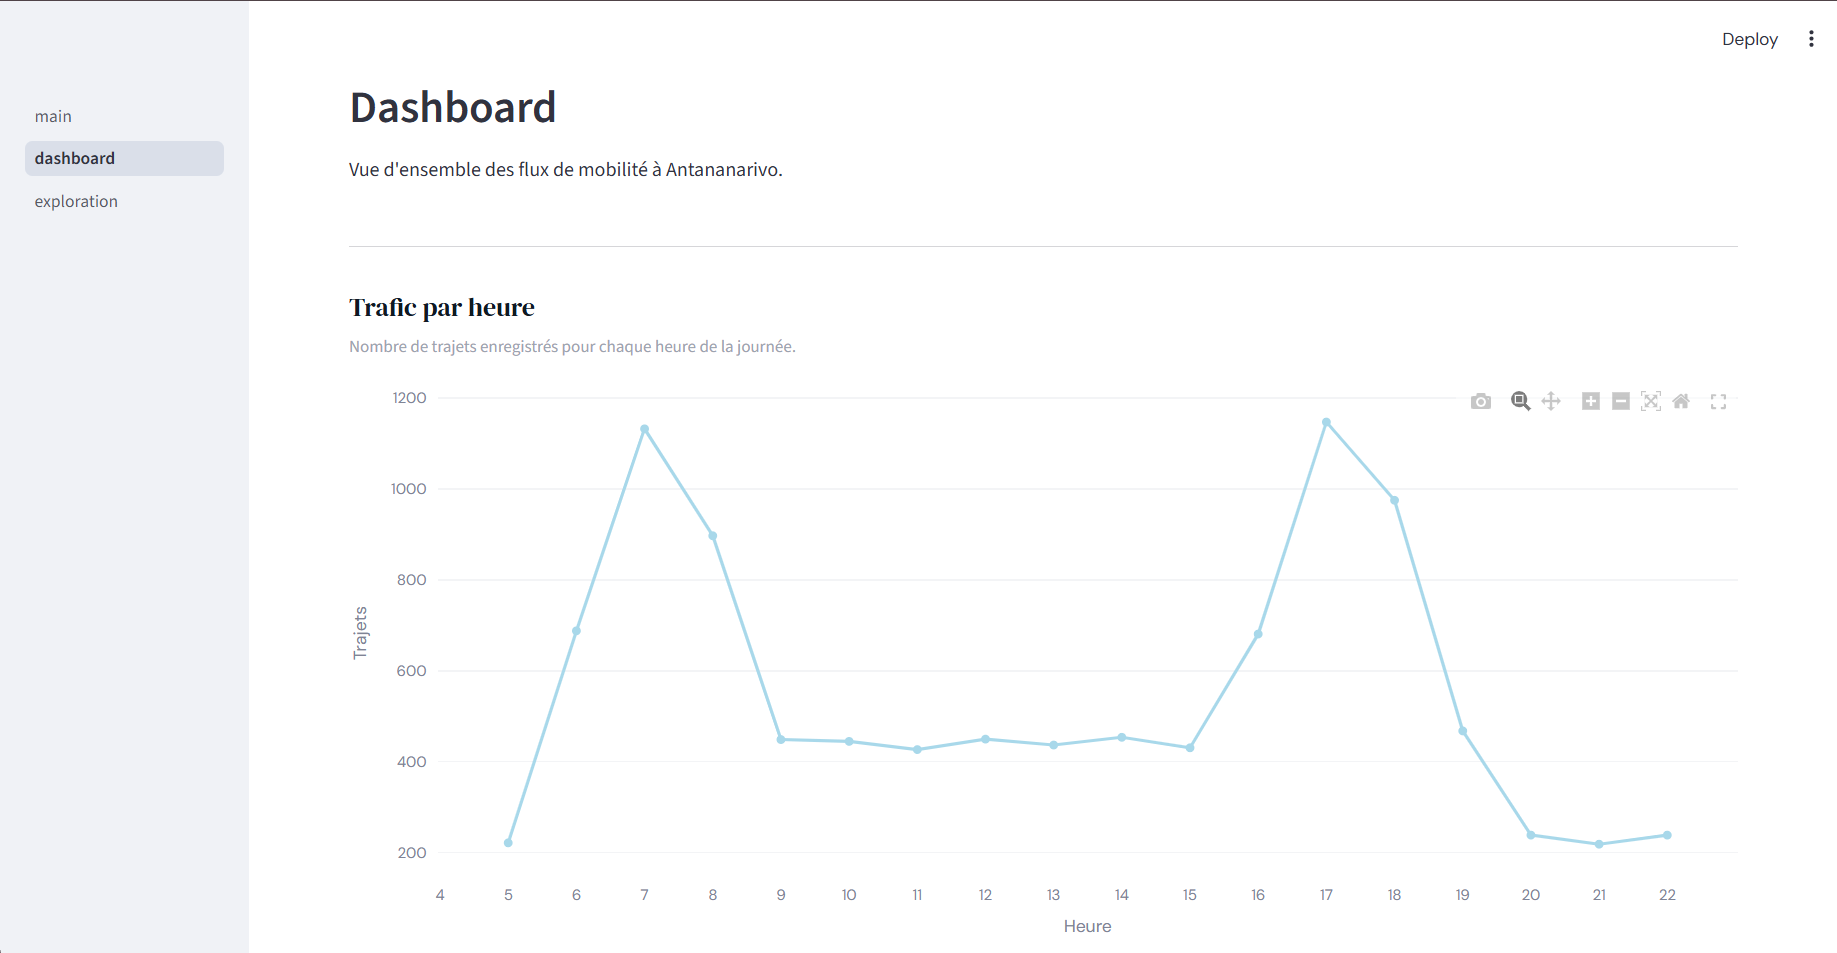 Deploy
main
dashboard
exploration
Dashboard
Vue d'ensemble des flux de mobilité à Antananarivo.
Trafic par heure
Nombre de trajets enregistrés pour chaque heure de la journée.
1200
1000
800
600
400
200
Trajets
4 5 6 7 8 9 10 11 12 13 14 15 16 17 18 19 20 21 22
Heure